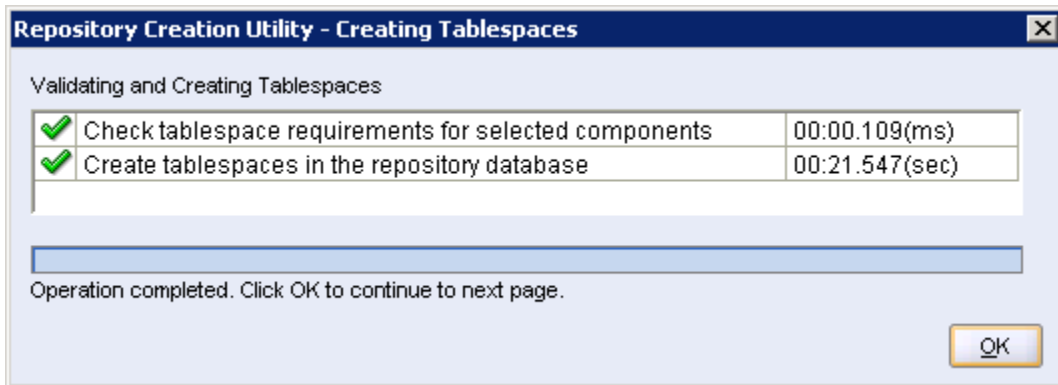 Repository Creation Utility - Creating Tablespaces
Validating and Creating Tablespaces
Check tablespace requirements for selected components 00:00.109(ms)
Create tablespaces in the repository database 00:21.547(sec)
Operation completed. Click OK to continue to next page.
OK